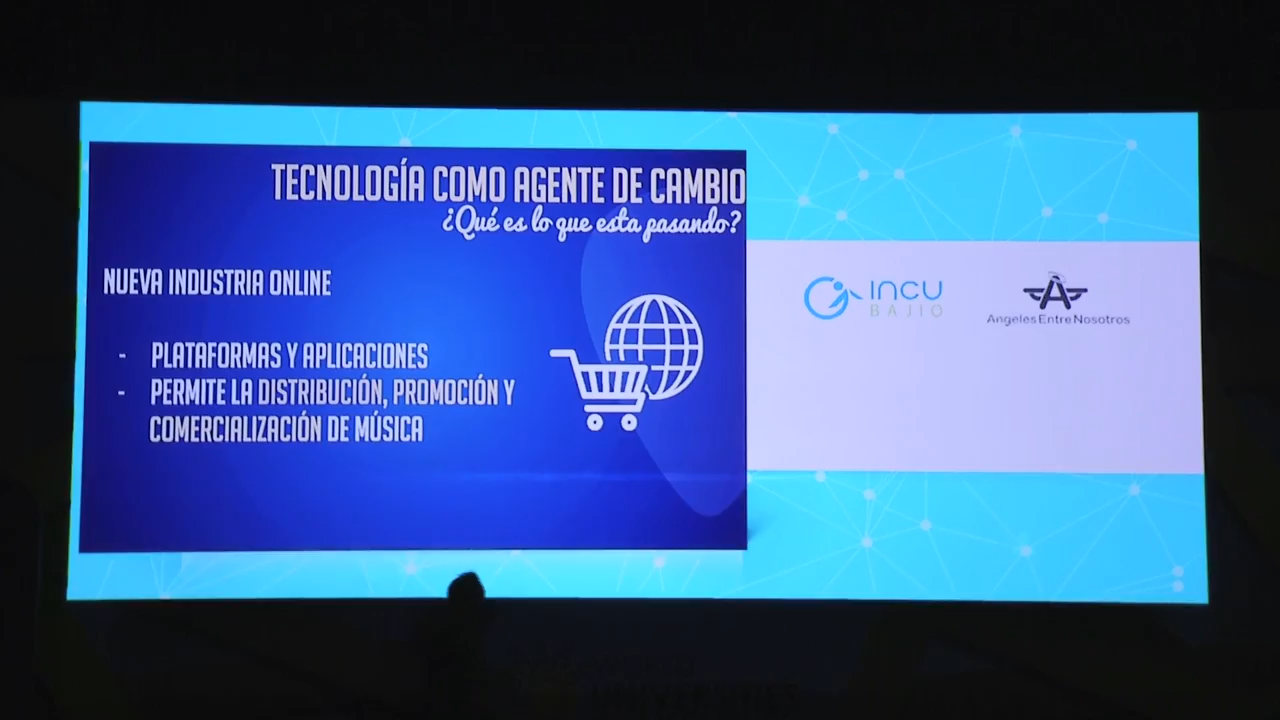 TECNOLOGÍA COMO AGENTE DE CAMBIO
¿Qué es lo que esta pasando?
NUEVA INDUSTRIA ONLINE
- PLATAFORMAS Y APLICACIONES
- PERMITE LA DISTRIBUCIÓN, PROMOCIÓN Y
COMERCIALIZACIÓN DE MÚSICA
INCU
BAJIO
Angeles Entre Nosotros